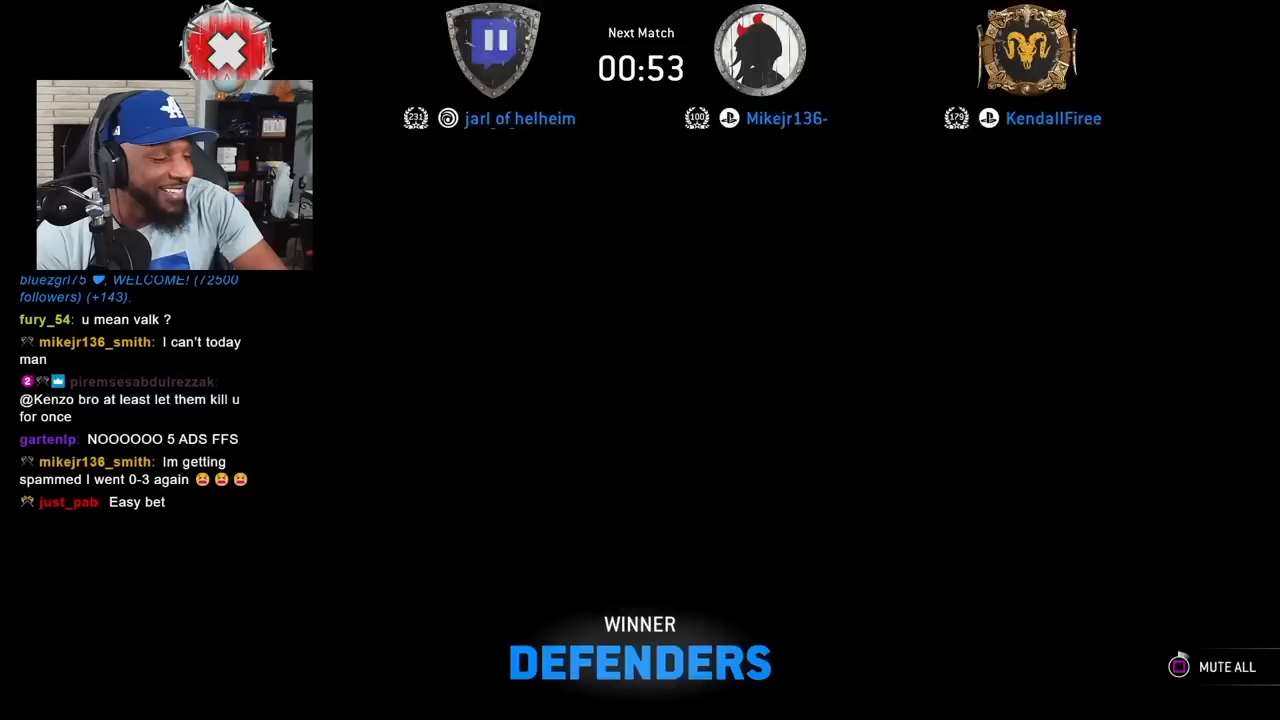 Next Match
00:53
231 jarl_of_helheim
100 Mikejr136-
179 KendallFiree
bluezgrl75 💙, WELCOME! (72500
followers) (+143).
fury_54: u mean valk ?
mikejr136_smith: I can't today
man
2 piremsesabdulrezzak:
@Kenzo bro at least let them kill u
for once
gartenlp: NOOOOOO 5 ADS FFS
mikejr136_smith: Im getting
spammed I went 0-3 again 😫 😫 😫
just_pab: Easy bet
WINNER
DEFENDERS
MUTE ALL